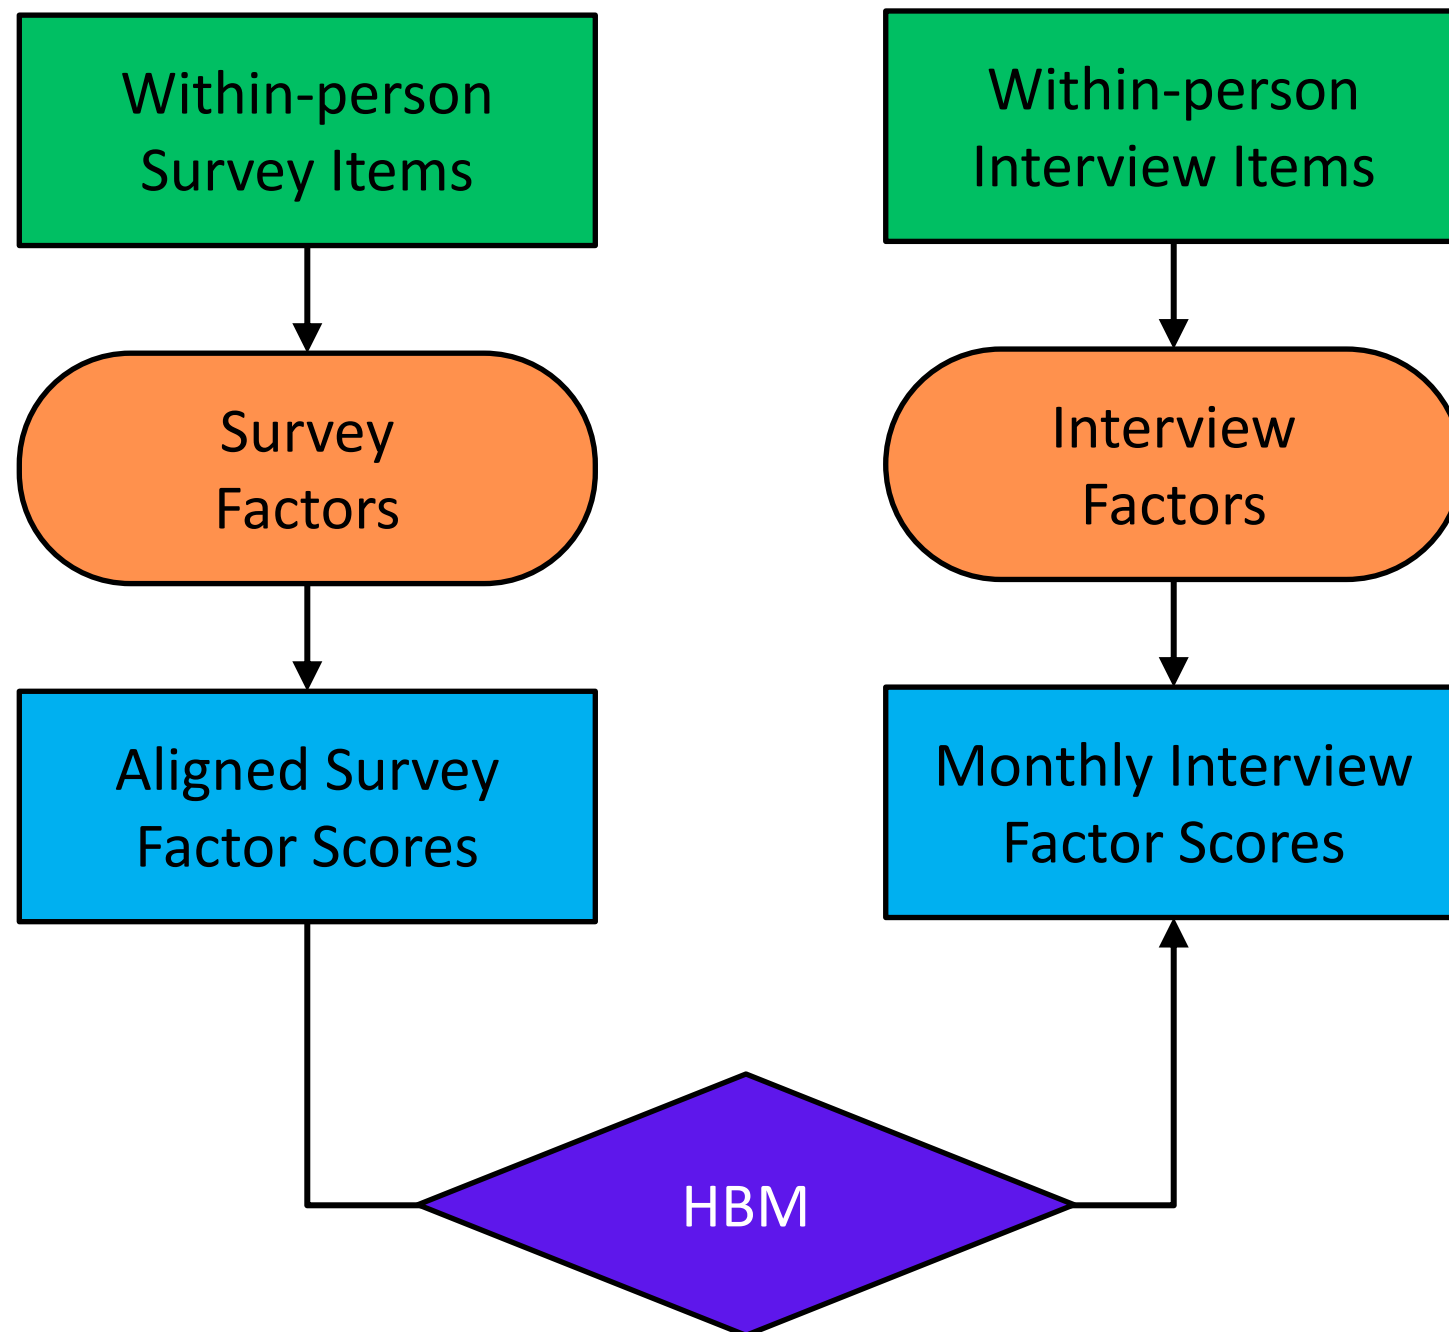 Within-person
Survey Items
Within-person
Interview Items
Survey
Factors
Interview
Factors
Aligned Survey
Factor Scores
Monthly Interview
Factor Scores
HBM